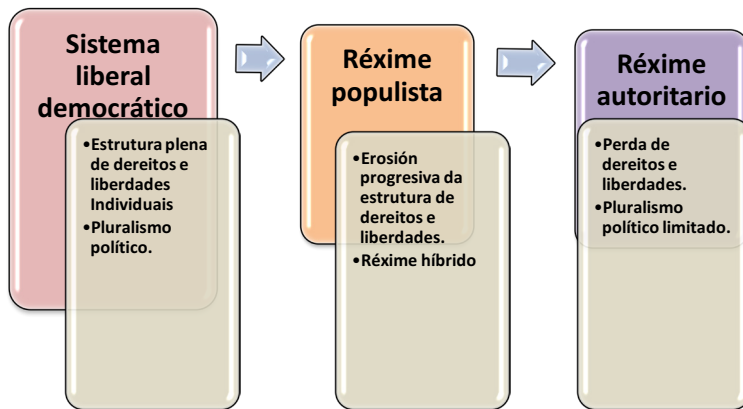 Sistema
liberal
democrático
•Estrutura plena
de dereitos e
liberdades
Individuais
•Pluralismo
político.
Réxime
populista
•Erosión
progresiva da
estrutura de
dereitos e
liberdades.
•Réxime híbrido
Réxime
autoritario
•Perda de
dereitos e
liberdades.
•Pluralismo
político limitado.